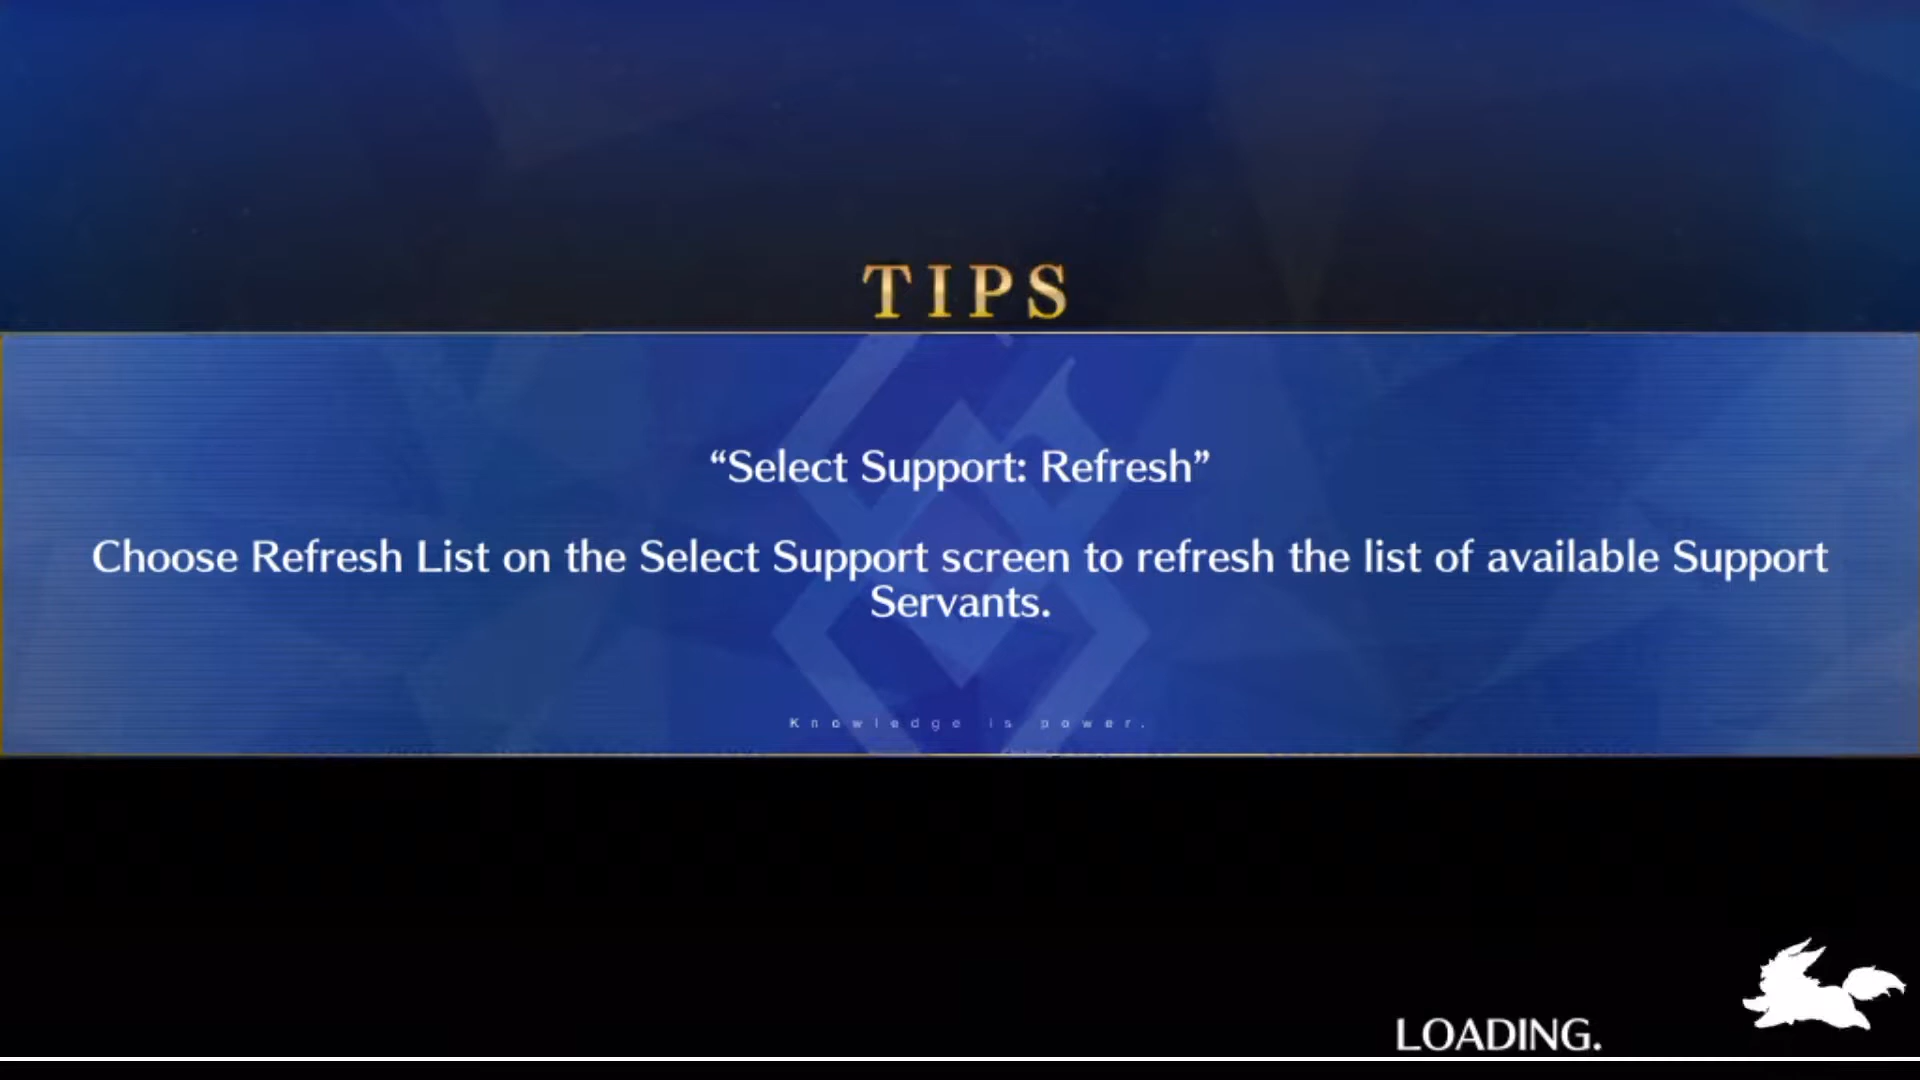 TIPS
“Select Support: Refresh”
Choose Refresh List on the Select Support screen to refresh the list of available Support
Servants.
Knowledge is power.
LOADING.